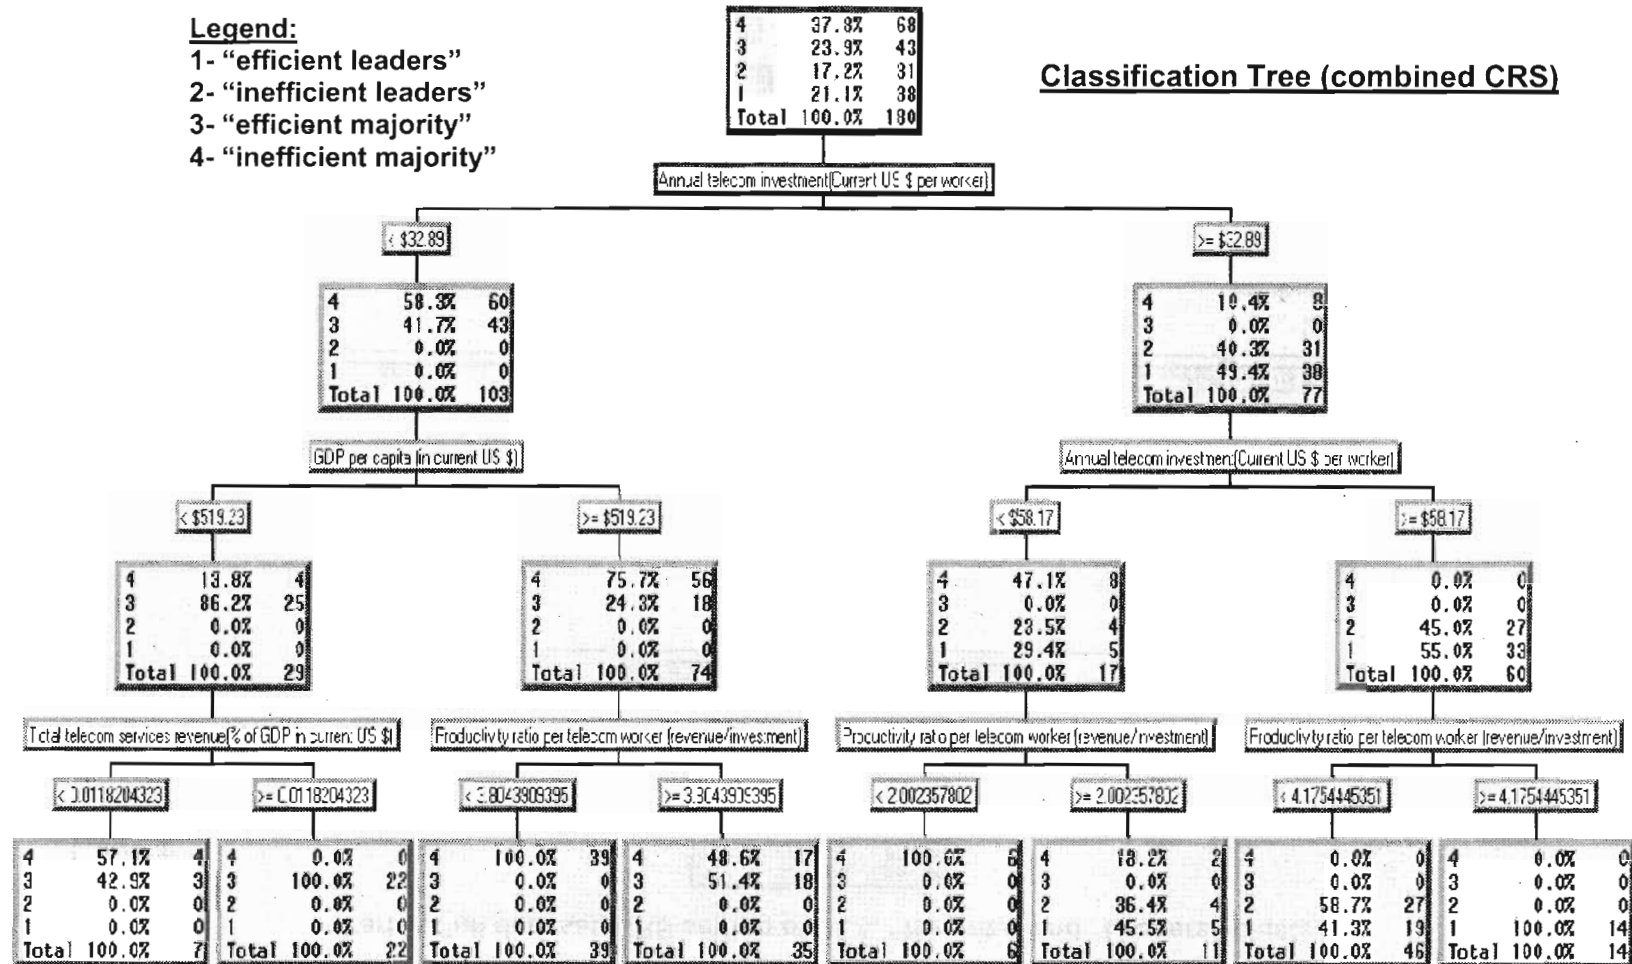 Legend:
1- “efficient leaders”
2- “inefficient leaders”
3- “efficient majority”
4- “inefficient majority”
Classification Tree (combined CRS)
4 37.8% 68
3 23.9% 43
2 17.2% 31
1 21.1% 38
Total 100.0% 180
Annual telecom investment(Current US $ per worker)
< $32.89
>= $32.89
4 58.3% 60
3 41.7% 43
2 0.0% 0
1 0.0% 0
Total 100.0% 103
4 10.4% 8
3 0.0% 0
2 40.3% 31
1 49.4% 38
Total 100.0% 77
GDP per capita (in current US $)
Annual telecom investment(Current US $ per worker)
< $519.23
>= $519.23
< $58.17
>= $58.17
4 13.8% 4
3 86.2% 25
2 0.0% 0
1 0.0% 0
Total 100.0% 29
4 75.7% 56
3 24.3% 18
2 0.0% 0
1 0.0% 0
Total 100.0% 74
4 47.1% 8
3 0.0% 0
2 23.5% 4
1 29.4% 5
Total 100.0% 17
4 0.0% 0
3 0.0% 0
2 45.0% 27
1 55.0% 33
Total 100.0% 60
Total telecom services revenue(% of GDP in current US $)
Productivity ratio per telecom worker (revenue/investment)
Productivity ratio per telecom worker (revenue/investment)
Productivity ratio per telecom worker (revenue/investment)
< 0.0118204323
>= 0.0118204323
< 3.8043909395
>= 3.8043909395
< 2.002357802
>= 2.002357802
< 4.1754445351
>= 4.1754445351
4 57.1% 4
3 42.9% 3
2 0.0% 0
1 0.0% 0
Total 100.0% 7
4 0.0% 0
3 100.0% 22
2 0.0% 0
1 0.0% 0
Total 100.0% 22
4 100.0% 39
3 0.0% 0
2 0.0% 0
1 0.0% 0
Total 100.0% 39
4 48.6% 17
3 51.4% 18
2 0.0% 0
1 0.0% 0
Total 100.0% 35
4 100.0% 6
3 0.0% 0
2 0.0% 0
1 0.0% 0
Total 100.0% 6
4 18.2% 2
3 0.0% 0
2 36.4% 4
1 45.5% 5
Total 100.0% 11
4 0.0% 0
3 0.0% 0
2 58.7% 27
1 41.3% 19
Total 100.0% 46
4 0.0% 0
3 0.0% 0
2 0.0% 0
1 100.0% 14
Total 100.0% 14